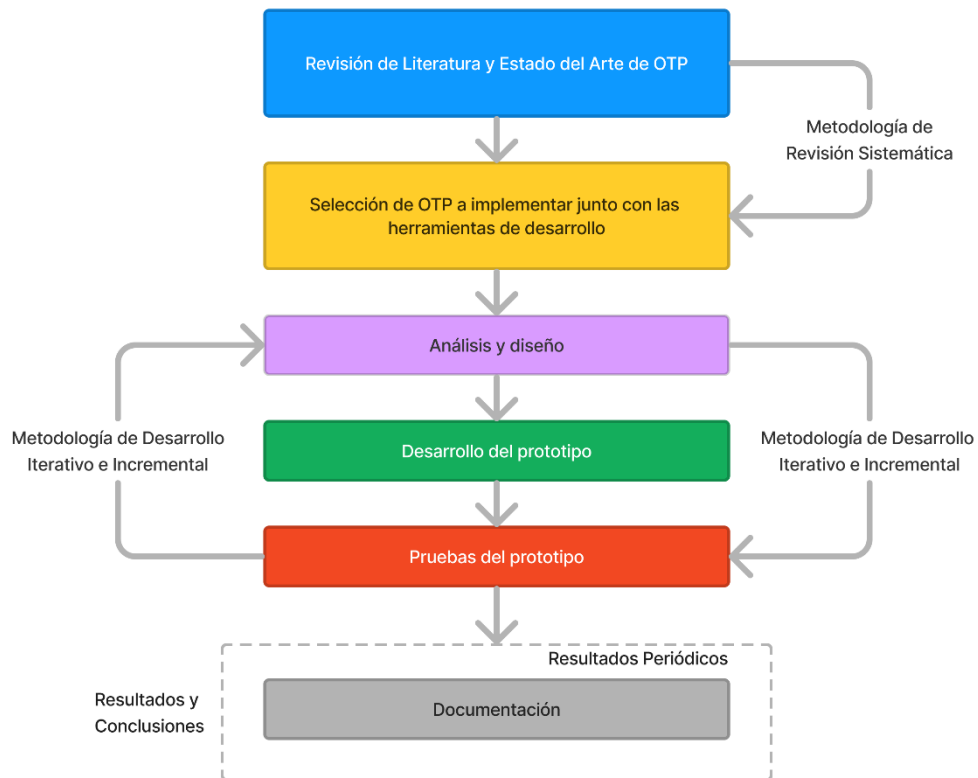 Revisión de Literatura y Estado del Arte de OTP
Metodología de
Revisión Sistemática
Selección de OTP a implementar junto con las
herramientas de desarrollo
Análisis y diseño
Metodología de Desarrollo
Iterativo e Incremental
Desarrollo del prototipo
Metodología de Desarrollo
Iterativo e Incremental
Pruebas del prototipo
Resultados Periódicos
Resultados y
Conclusiones
Documentación